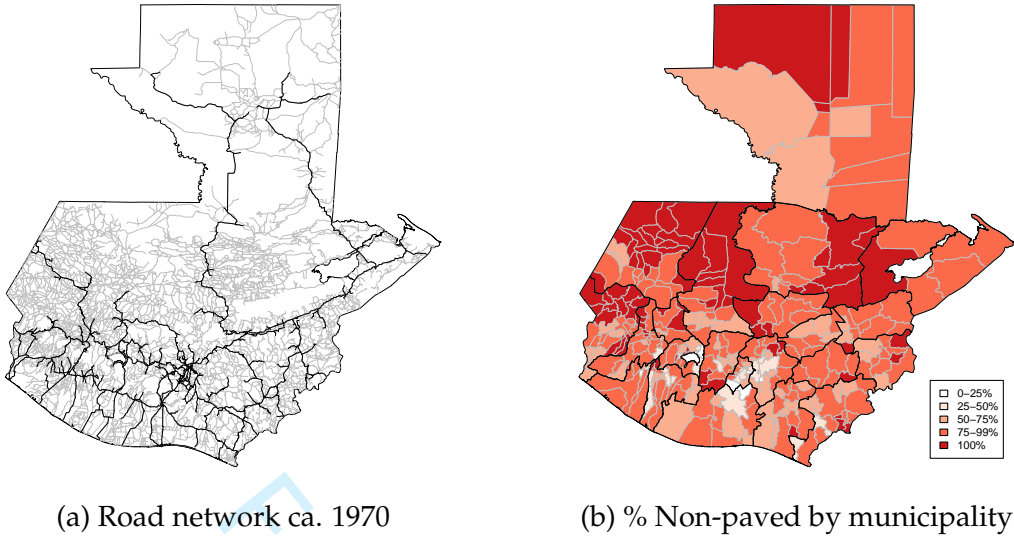 0–25%
25–50%
50–75%
75–99%
100%
(a) Road network ca. 1970
(b) % Non-paved by municipality